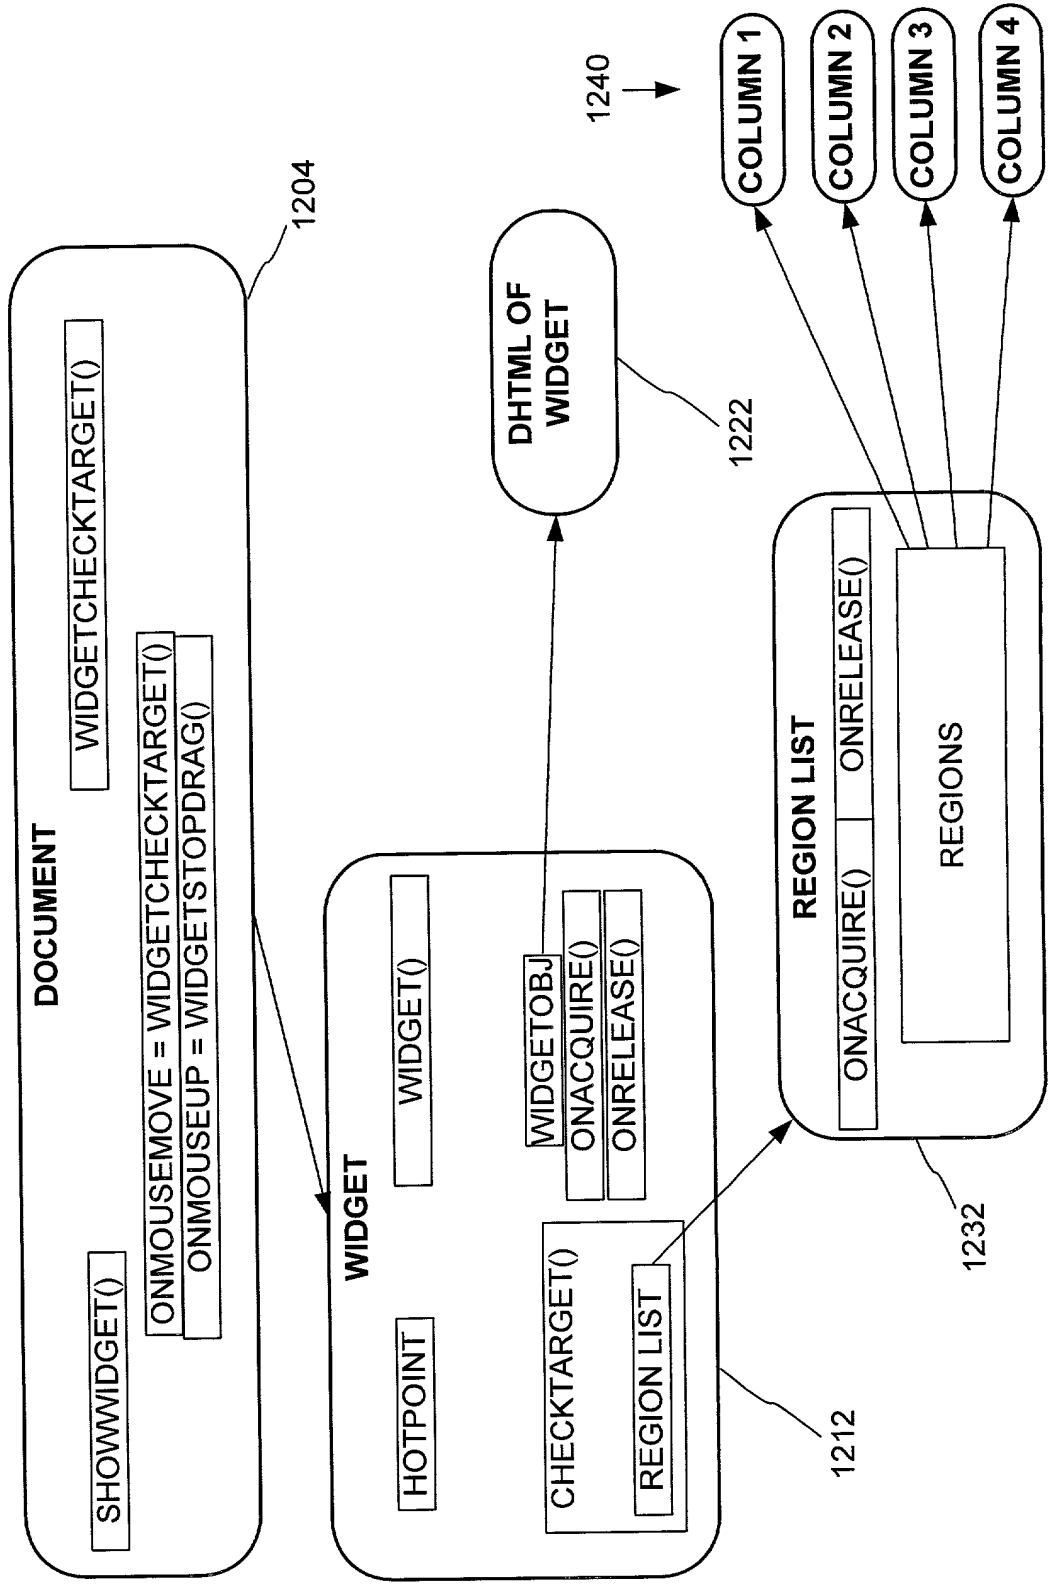 DOCUMENT
SHOWWIDGET()
WIDGETCHECKTARGET()
ONMOUSEMOVE = WIDGETCHECKTARGET()
ONMOUSEUP = WIDGETSTOPDRAG()
1204
WIDGET
HOTPOINT
WIDGET()
CHECKTARGET()
REGION LIST
WIDGETOBJ
ONACQUIRE()
ONRELEASE()
1212
DHTML OF
WIDGET
1222
REGION LIST
ONACQUIRE()
ONRELEASE()
REGIONS
1232
1240
COLUMN 1
COLUMN 2
COLUMN 3
COLUMN 4